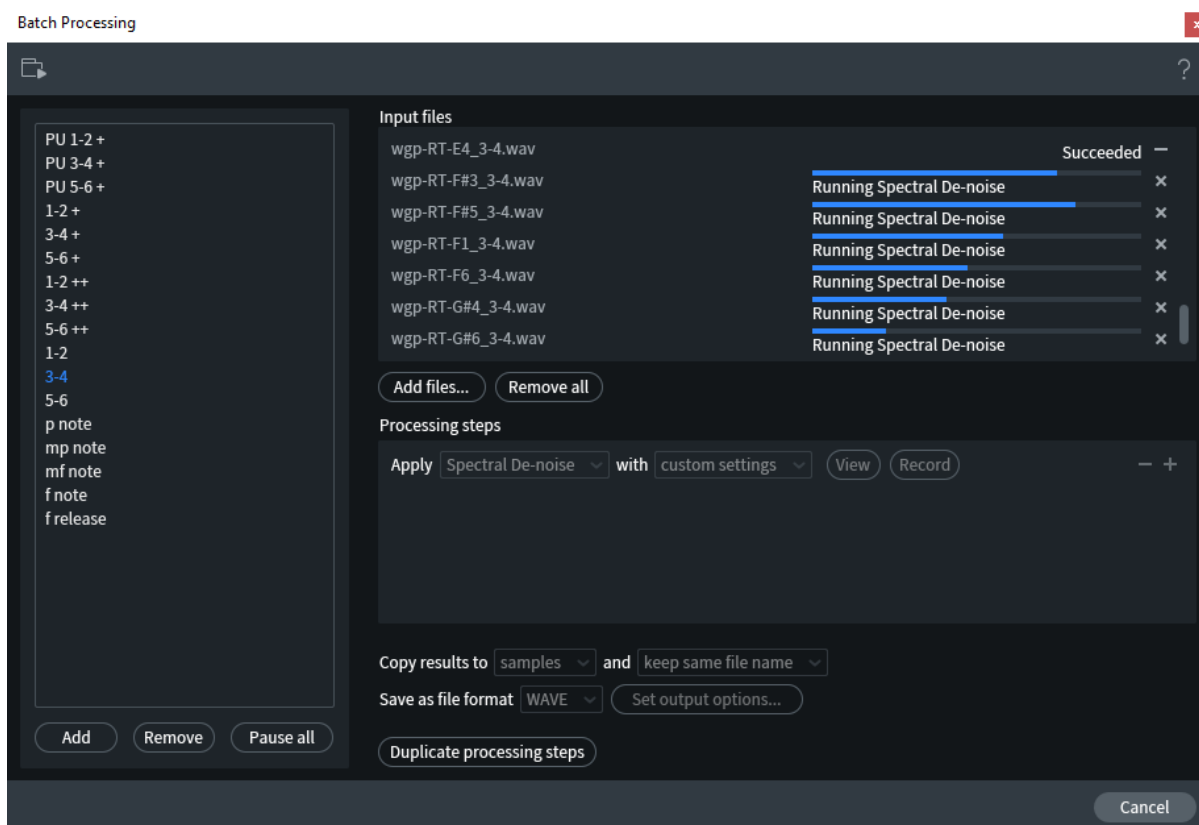 Batch Processing
?
PU 1-2 +
PU 3-4 +
PU 5-6 +
1-2 +
3-4 +
5-6 +
1-2 ++
3-4 ++
5-6 ++
1-2
3-4
5-6
p note
mp note
mf note
f note
f release
Add Remove Pause all
Input files
wgp-RT-E4_3-4.wav Succeeded
wgp-RT-F#3_3-4.wav Running Spectral De-noise
wgp-RT-F#5_3-4.wav Running Spectral De-noise
wgp-RT-F1_3-4.wav Running Spectral De-noise
wgp-RT-F6_3-4.wav Running Spectral De-noise
wgp-RT-G#4_3-4.wav Running Spectral De-noise
wgp-RT-G#6_3-4.wav Running Spectral De-noise
Add files... Remove all
Processing steps
Apply Spectral De-noise with custom settings View Record
Copy results to samples and keep same file name
Save as file format WAVE Set output options...
Duplicate processing steps
Cancel